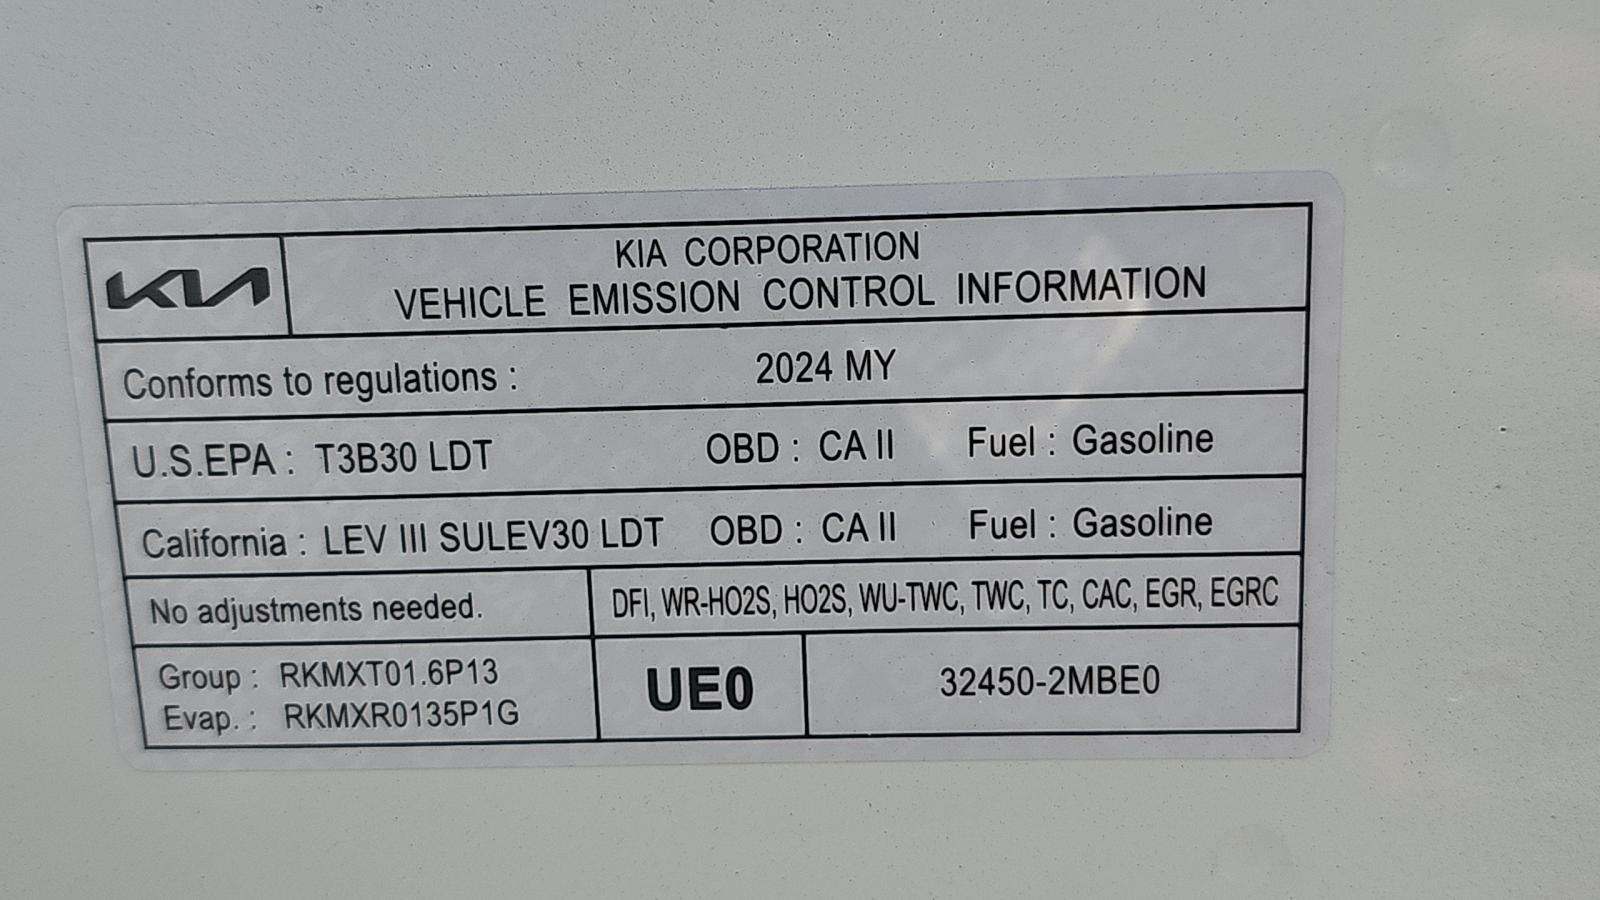 KIA
KIA CORPORATION
VEHICLE EMISSION CONTROL INFORMATION
Conforms to regulations : 2024 MY
U.S.EPA : T3B30 LDT OBD : CA II Fuel : Gasoline
California : LEV III SULEV30 LDT OBD : CA II Fuel : Gasoline
No adjustments needed. DFI, WR-HO2S, HO2S, WU-TWC, TWC, TC, CAC, EGR, EGRC
Group : RKMXT01.6P13
Evap. : RKMXR0135P1G
UE0
32450-2MBE0